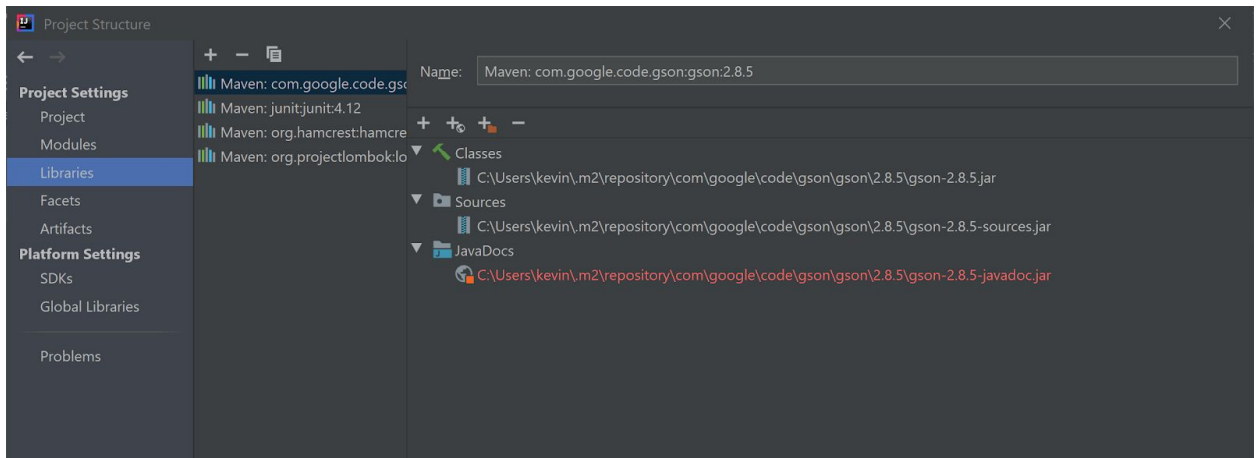 Project Structure
Project Settings
Project
Modules
Libraries
Facets
Artifacts
Platform Settings
SDKs
Global Libraries
Problems
Maven: com.google.code.gso
Maven: junit:junit:4.12
Maven: org.hamcrest:hamcre
Maven: org.projectlombok:lo
Name: Maven: com.google.code.gson:gson:2.8.5
Classes
C:\Users\kevin\.m2\repository\com\google\code\gson\gson\2.8.5\gson-2.8.5.jar
Sources
C:\Users\kevin\.m2\repository\com\google\code\gson\gson\2.8.5\gson-2.8.5-sources.jar
JavaDocs
C:\Users\kevin\.m2\repository\com\google\code\gson\gson\2.8.5\gson-2.8.5-javadoc.jar